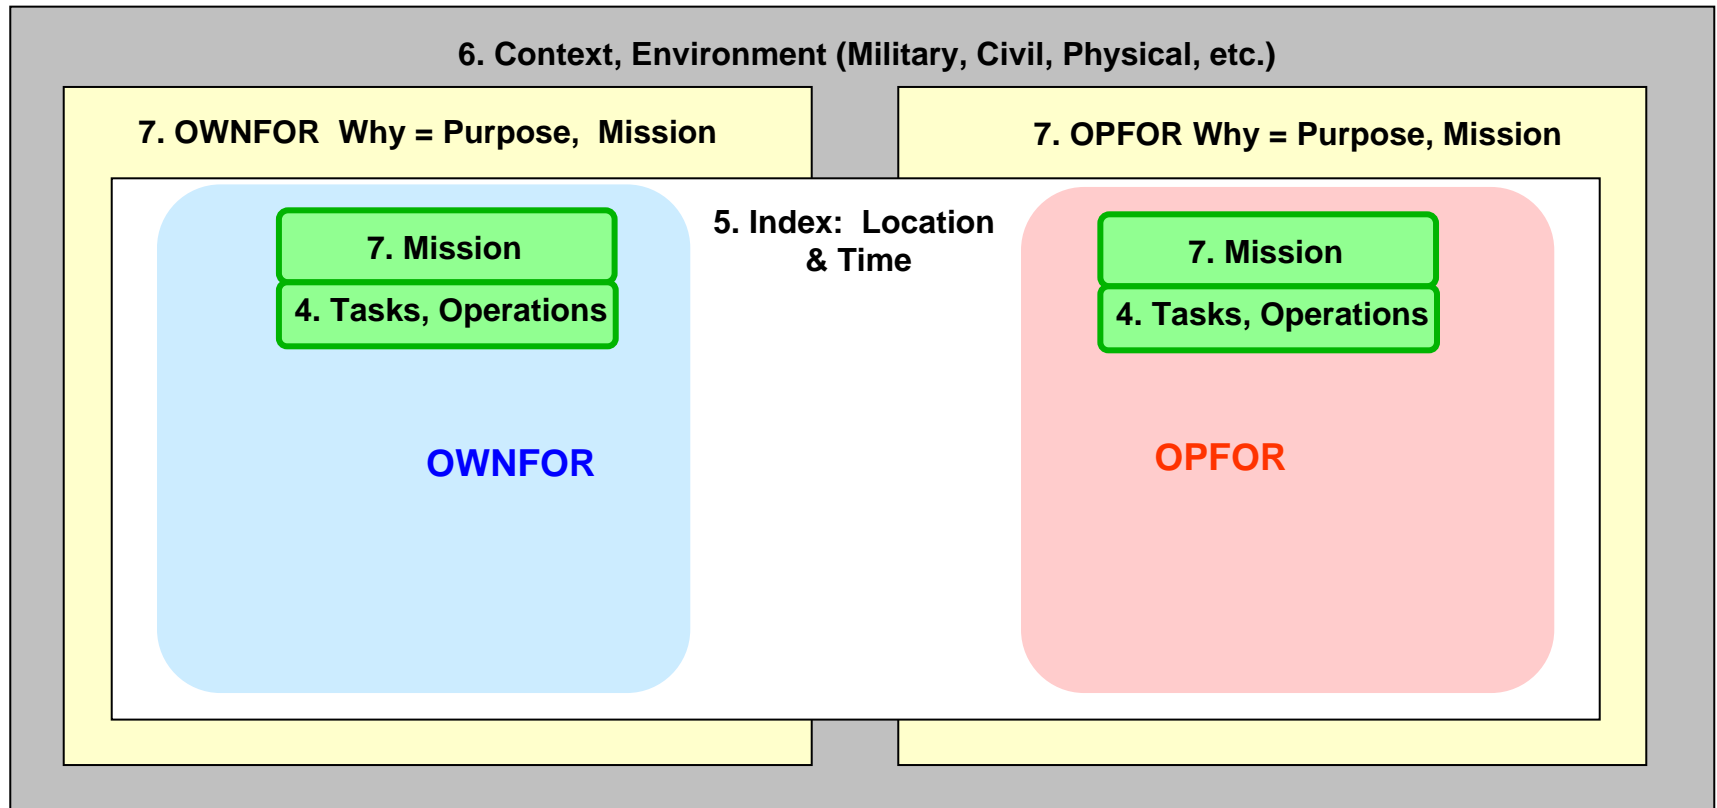 6. Context, Environment (Military, Civil, Physical, etc.)
7. OWNFOR  Why = Purpose,  Mission
7. OPFOR Why = Purpose, Mission
5. Index:  Location
& Time
7. Mission
4. Tasks, Operations
7. Mission
4. Tasks, Operations
OWNFOR
OPFOR